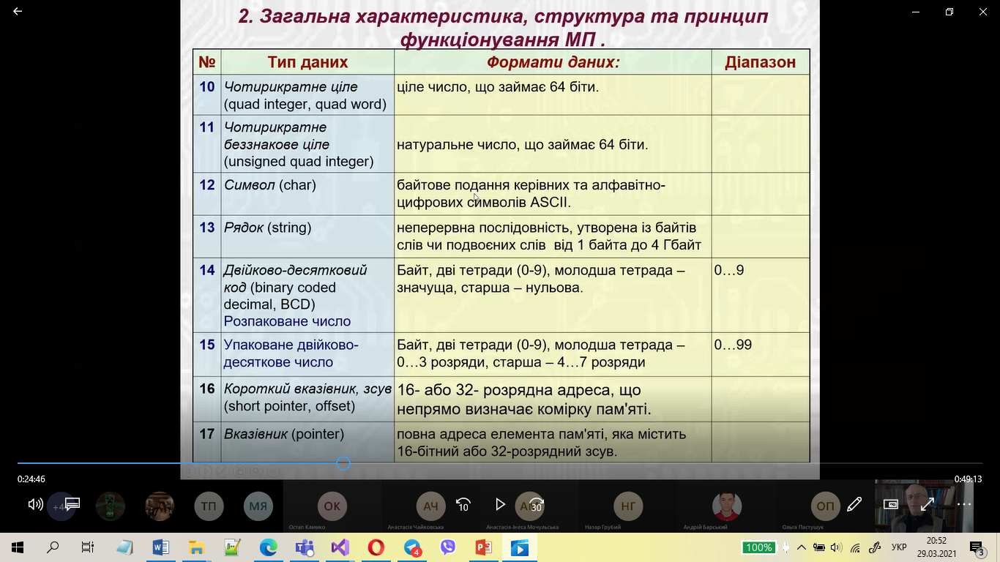 2. Загальна характеристика, структура та принцип
функціонування МП .
№ Тип даних Формати даних: Діапазон
10 Чотирикратне ціле
(quad integer, quad word)
ціле число, що займає 64 біти.
11 Чотирикратне
беззнакове ціле
(unsigned quad integer)
натуральне число, що займає 64 біти.
12 Символ (char)
байтове подання керівних та алфавітно-
цифрових символів ASCII.
13 Рядок (string)
неперервна послідовність, утворена із байтів
слів чи подвоєних слів від 1 байта до 4 Гбайт
14 Двійково-десятковий
код (binary coded
decimal, BCD)
Розпаковане число
Байт, дві тетради (0-9), молодша тетрада –
значуща, старша – нульова.
0…9
15 Упаковане двійково-
десяткове число
Байт, дві тетради (0-9), молодша тетрада –
0…3 розряди, старша – 4…7 розряди
0…99
16 Короткий вказівник, зсув
(short pointer, offset)
16- або 32- розрядна адреса, що
непрямо визначає комірку пам'яті.
17 Вказівник (pointer)
повна адреса елемента пам'яті, яка містить
16-бітний або 32-розрядний зсув.
0:24:46
0:49:13
+4
ТП
МЯ
ОК
АЧ
10
30
НГ
ОП
Остап Климко
Анастасія Чайковська
Анастасія-Інеса Мочульська
Назар Грубий
Андрій Барський
Ольга Пастущук
4
100%
УКР
20:52
29.03.2021
3